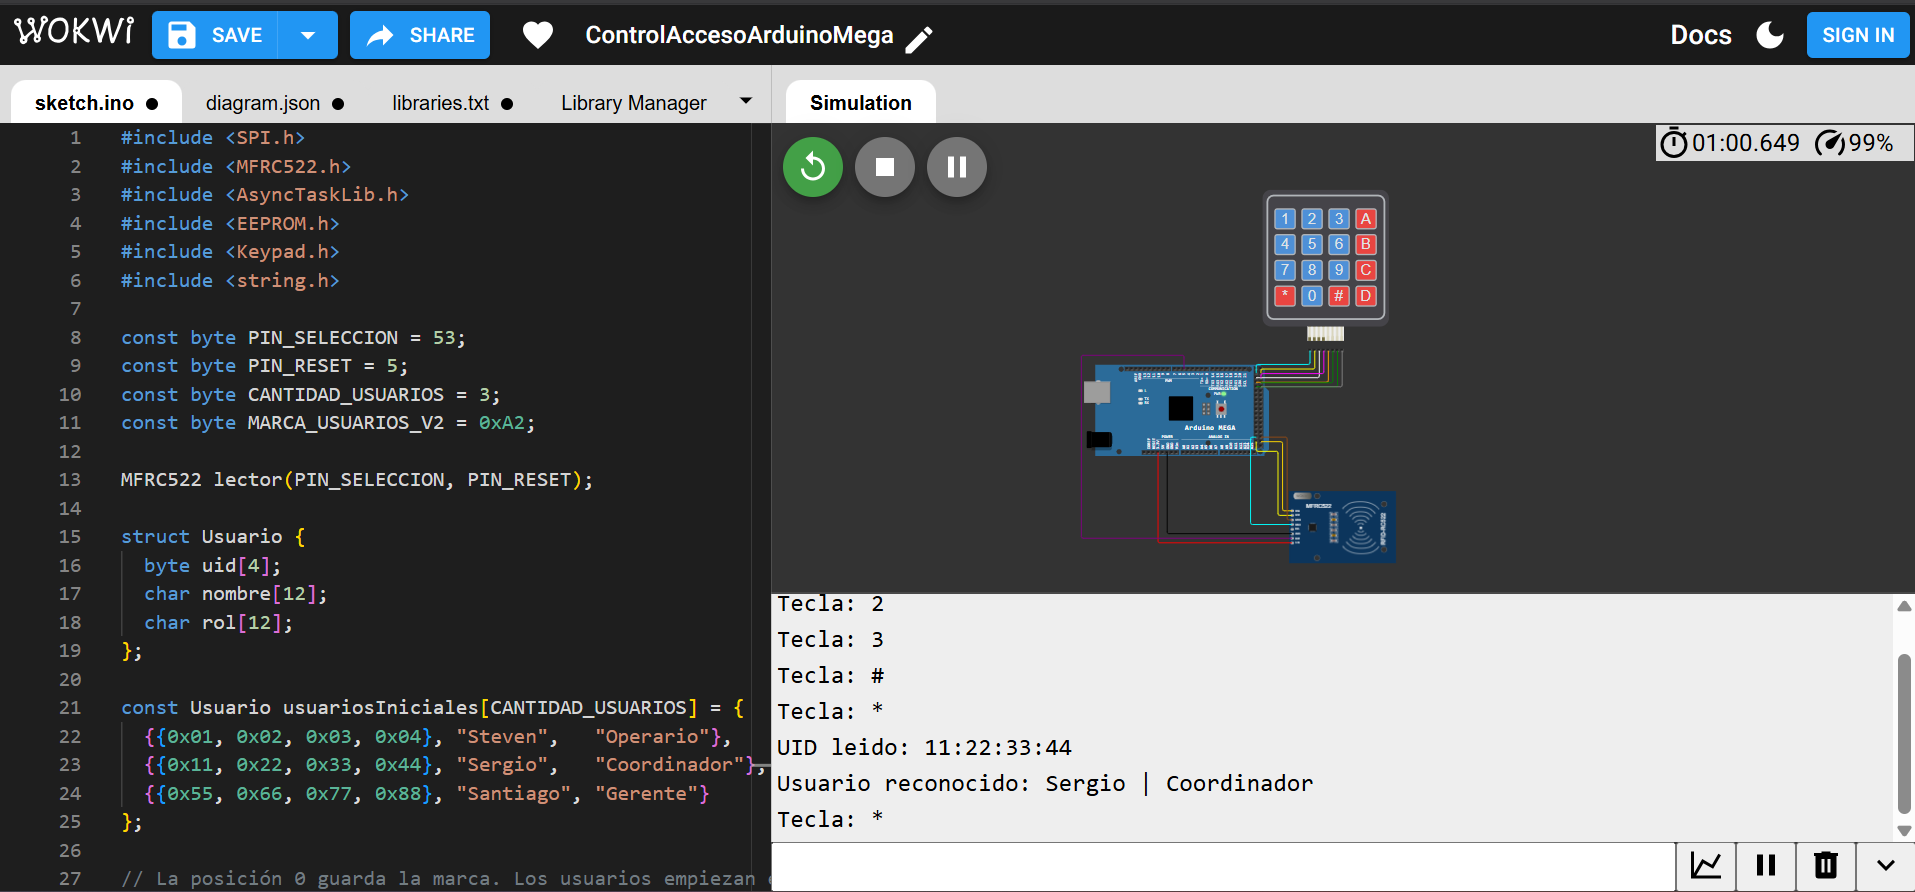 WOKWI SAVE SHARE ControlAccesoArduinoMega Docs SIGN IN
sketch.ino diagram.json libraries.txt Library Manager
Simulation
01:00.649 99%
1 #include <SPI.h>
2 #include <MFRC522.h>
3 #include <AsyncTaskLib.h>
4 #include <EEPROM.h>
5 #include <Keypad.h>
6 #include <string.h>
7
8 const byte PIN_SELECCION = 53;
9 const byte PIN_RESET = 5;
10 const byte CANTIDAD_USUARIOS = 3;
11 const byte MARCA_USUARIOS_V2 = 0xA2;
12
13 MFRC522 lector(PIN_SELECCION, PIN_RESET);
14
15 struct Usuario {
16 byte uid[4];
17 char nombre[12];
18 char rol[12];
19 };
20
21 const Usuario usuariosIniciales[CANTIDAD_USUARIOS] = {
22 {{0x01, 0x02, 0x03, 0x04}, "Steven", "Operario"},
23 {{0x11, 0x22, 0x33, 0x44}, "Sergio", "Coordinador"},
24 {{0x55, 0x66, 0x77, 0x88}, "Santiago", "Gerente"}
25 };
26
27 // La posición 0 guarda la marca. Los usuarios empiezan
1 2 3 A
4 5 6 B
7 8 9 C
* 0 # D
Arduino MEGA
MFRC522
RFID-RC522
Tecla: 2
Tecla: 3
Tecla: #
Tecla: *
UID leido: 11:22:33:44
Usuario reconocido: Sergio | Coordinador
Tecla: *